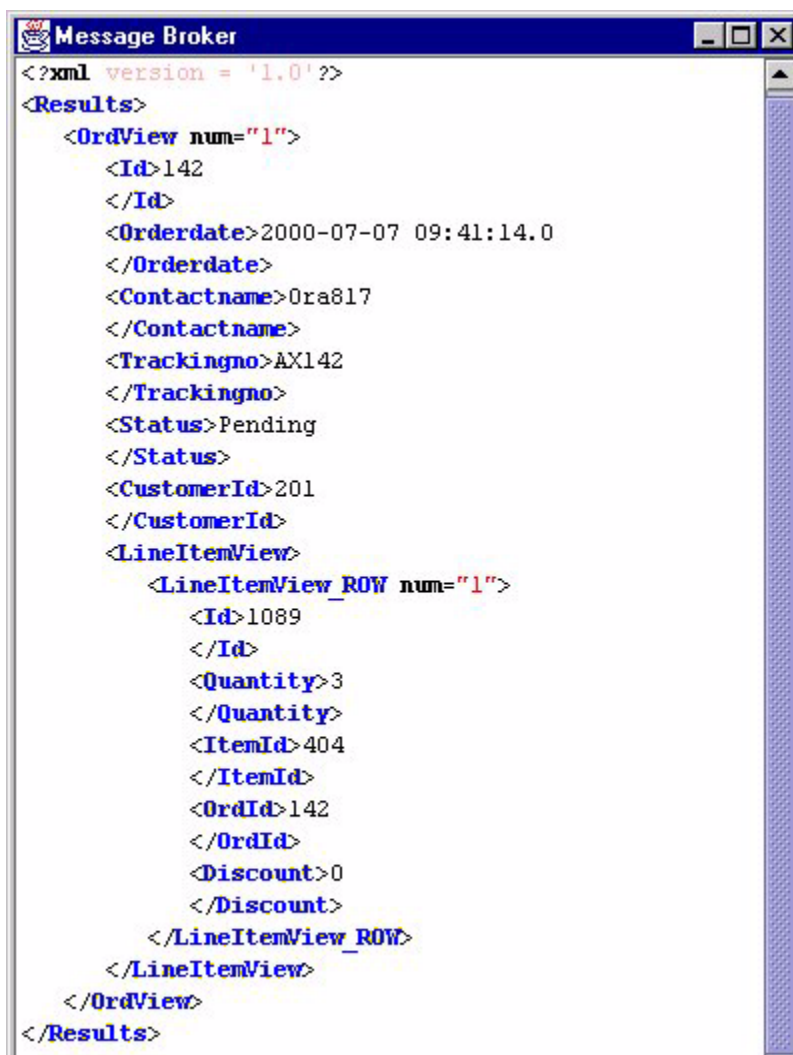 Message Broker
<?xml version = '1.0'?>
<Results>
<OrdView num="1">
<Id>142
</Id>
<Orderdate>2000-07-07 09:41:14.0
</Orderdate>
<Contactname>Ora817
</Contactname>
<Trackingno>AX142
</Trackingno>
<Status>Pending
</Status>
<CustomerId>201
</CustomerId>
<LineItemView>
<LineItemView_ROW num="1">
<Id>1089
</Id>
<Quantity>3
</Quantity>
<ItemId>404
</ItemId>
<OrdId>142
</OrdId>
<Discount>0
</Discount>
</LineItemView_ROW>
</LineItemView>
</OrdView>
</Results>